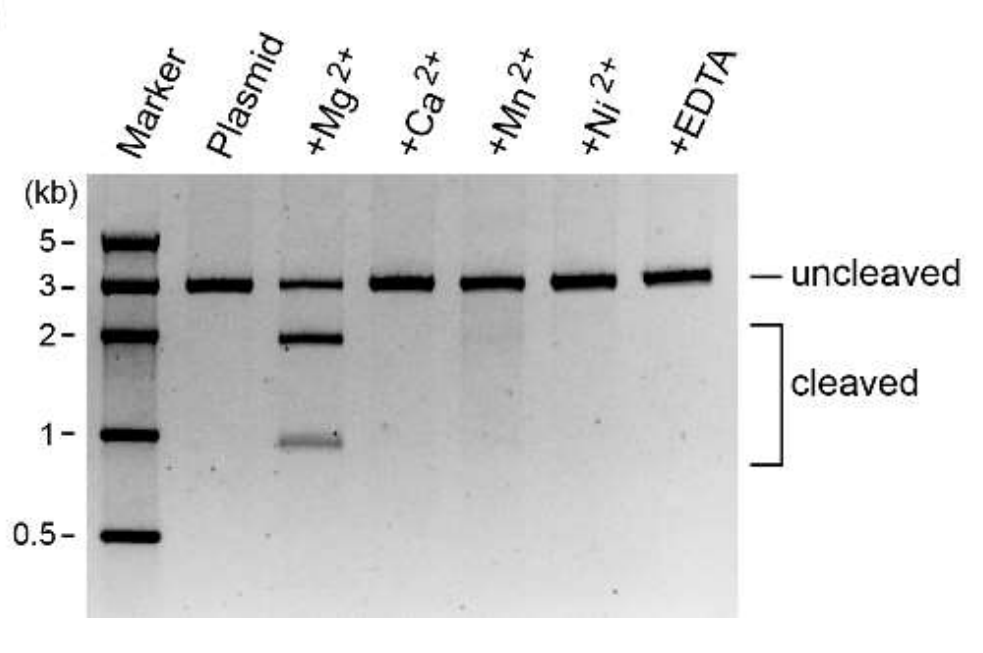 Marker
Plasmid
+Mg2+
+Ca2+
+Mn2+
+Ni2+
+EDTA
(kb)
5-
3-
2-
1-
0.5-
uncleaved
cleaved